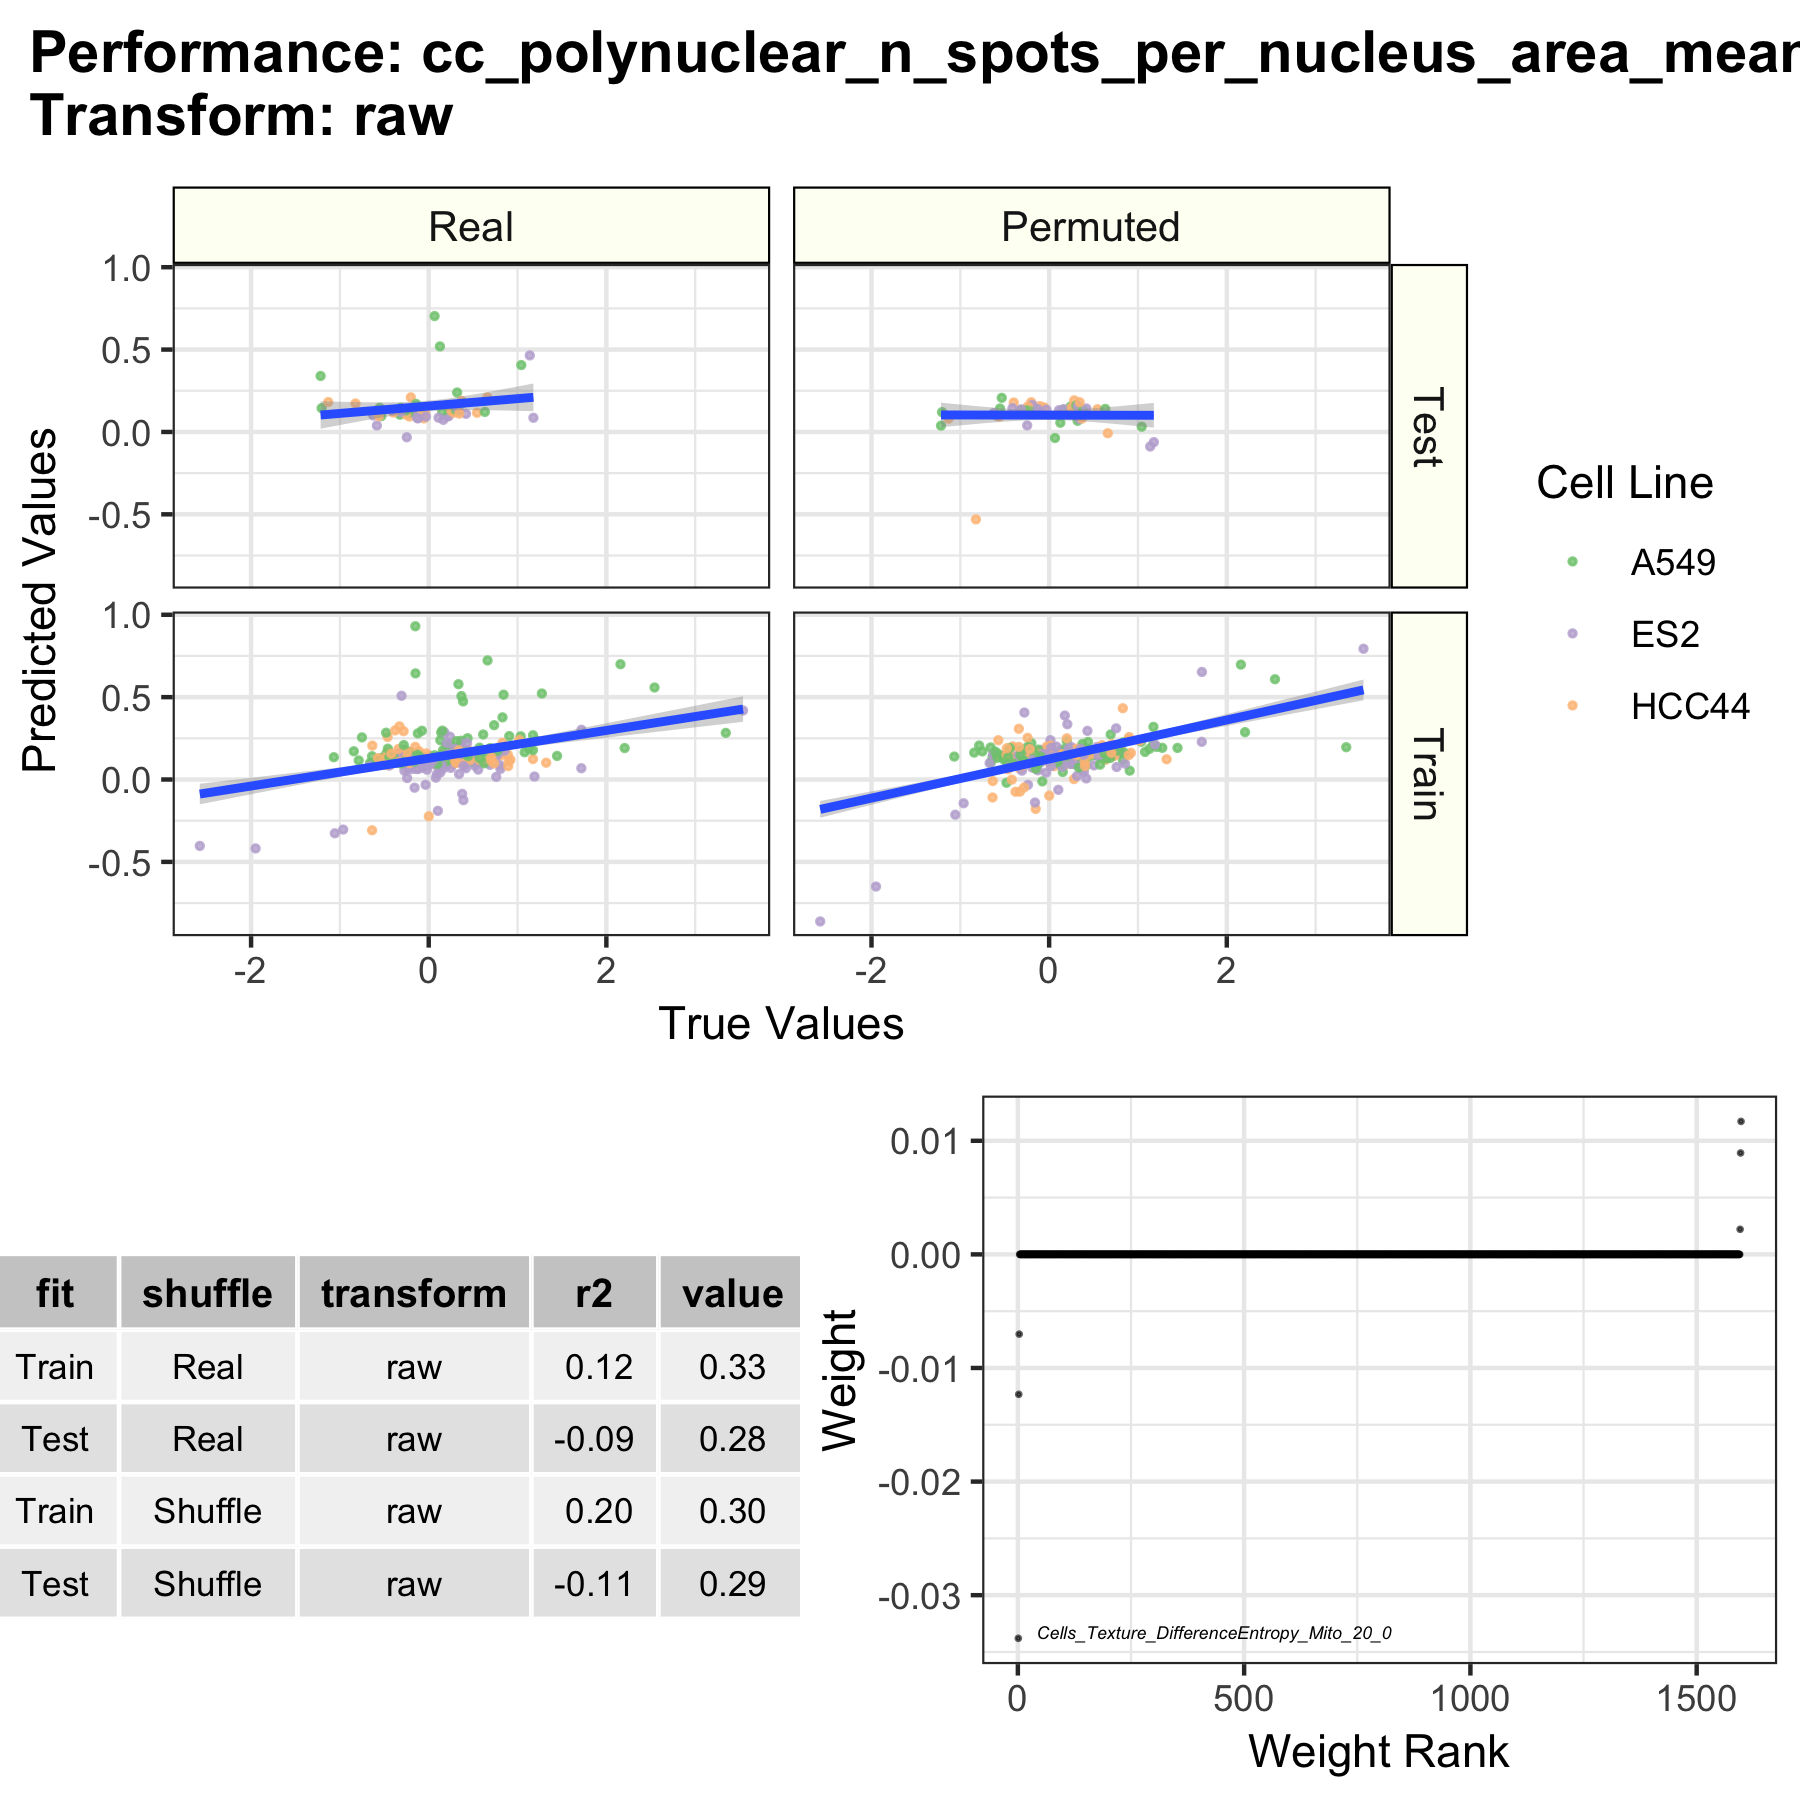 Performance: cc_polynuclear_n_spots_per_nucleus_area_mean
Transform: raw
Real
Permuted
1.0
0.5
0.0
-0.5
Test
1.0
0.5
0.0
-0.5
Train
Predicted Values
-2
0
2
-2
0
2
True Values
Cell Line
A549
ES2
HCC44
fit shuffle transform r2 value
Train Real raw 0.12 0.33
Test Real raw -0.09 0.28
Train Shuffle raw 0.20 0.30
Test Shuffle raw -0.11 0.29
Weight
0.01
0.00
-0.01
-0.02
-0.03
Cells_Texture_DifferenceEntropy_Mito_20_0
0
500
1000
1500
Weight Rank